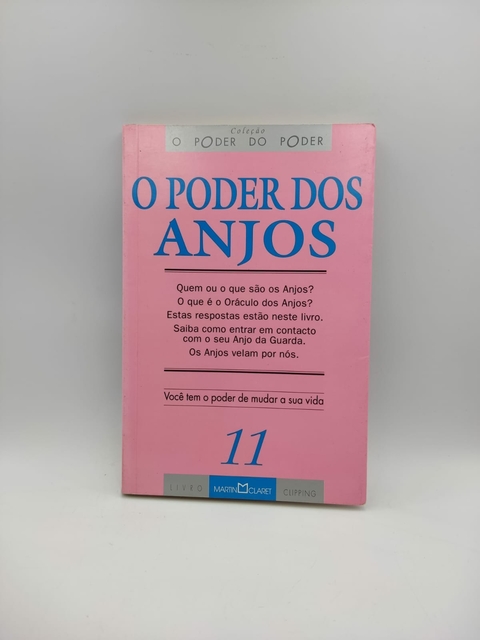 Coleção
O PODER DO PODER
O PODER DOS
ANJOS
Quem ou o que são os Anjos?
O que é o Oráculo dos Anjos?
Estas respostas estão neste livro.
Saiba como entrar em contacto
com o seu Anjo da Guarda.
Os Anjos velam por nós.
Você tem o poder de mudar a sua vida
11
LIVRO MARTIN CLARET CLIPPING